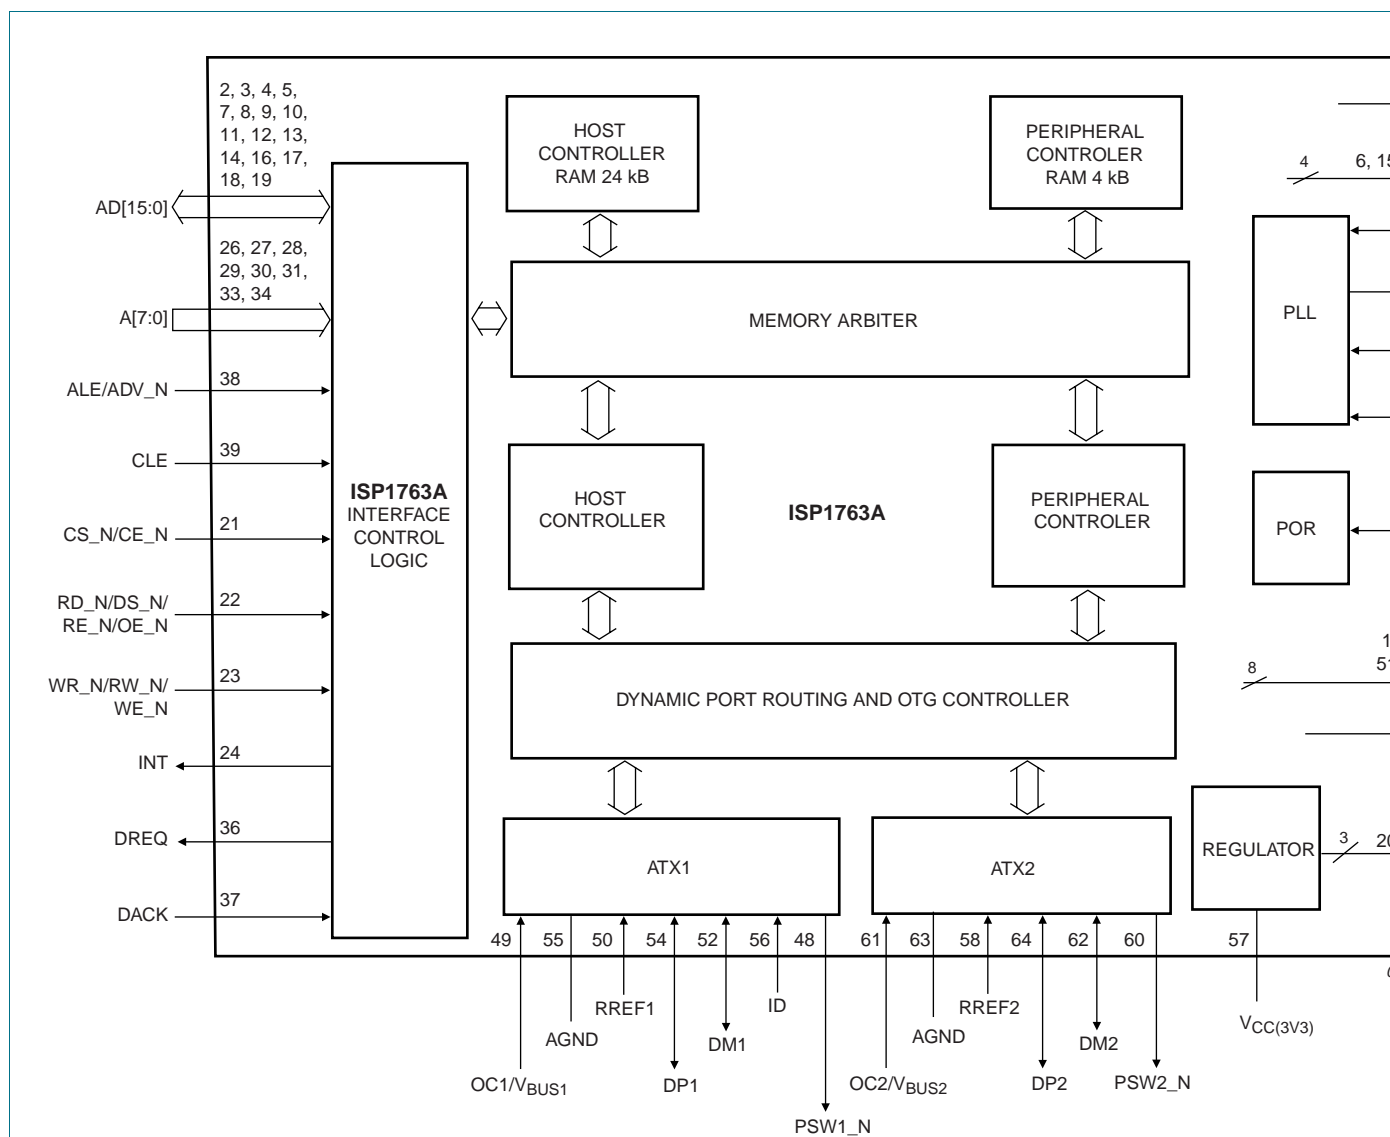 2, 3, 4, 5,
7, 8, 9, 10,
11, 12, 13,
14, 16, 17,
18, 19
AD[15:0]
26, 27, 28,
29, 30, 31,
33, 34
A[7:0]
ALE/ADV_N
38
CLE
39
CS_N/CE_N
21
RD_N/DS_N/
RE_N/OE_N
22
WR_N/RW_N/
WE_N
23
INT
24
DREQ
36
DACK
37
ISP1763A
INTERFACE
CONTROL
LOGIC
HOST
CONTROLLER
RAM 24 kB
PERIPHERAL
CONTROLER
RAM 4 kB
MEMORY ARBITER
HOST
CONTROLLER
ISP1763A
PERIPHERAL
CONTROLER
DYNAMIC PORT ROUTING AND OTG CONTROLLER
ATX1
ATX2
4
6, 15
PLL
POR
8
1
51
REGULATOR
3
20
49 55 50 54 52 56 48 61 63 58 64 62 60 57
RREF1
ID
RREF2
AGND
DM1
AGND
DM2
VCC(3V3)
OC1/VBUS1
DP1
OC2/VBUS2
DP2
PSW2_N
PSW1_N